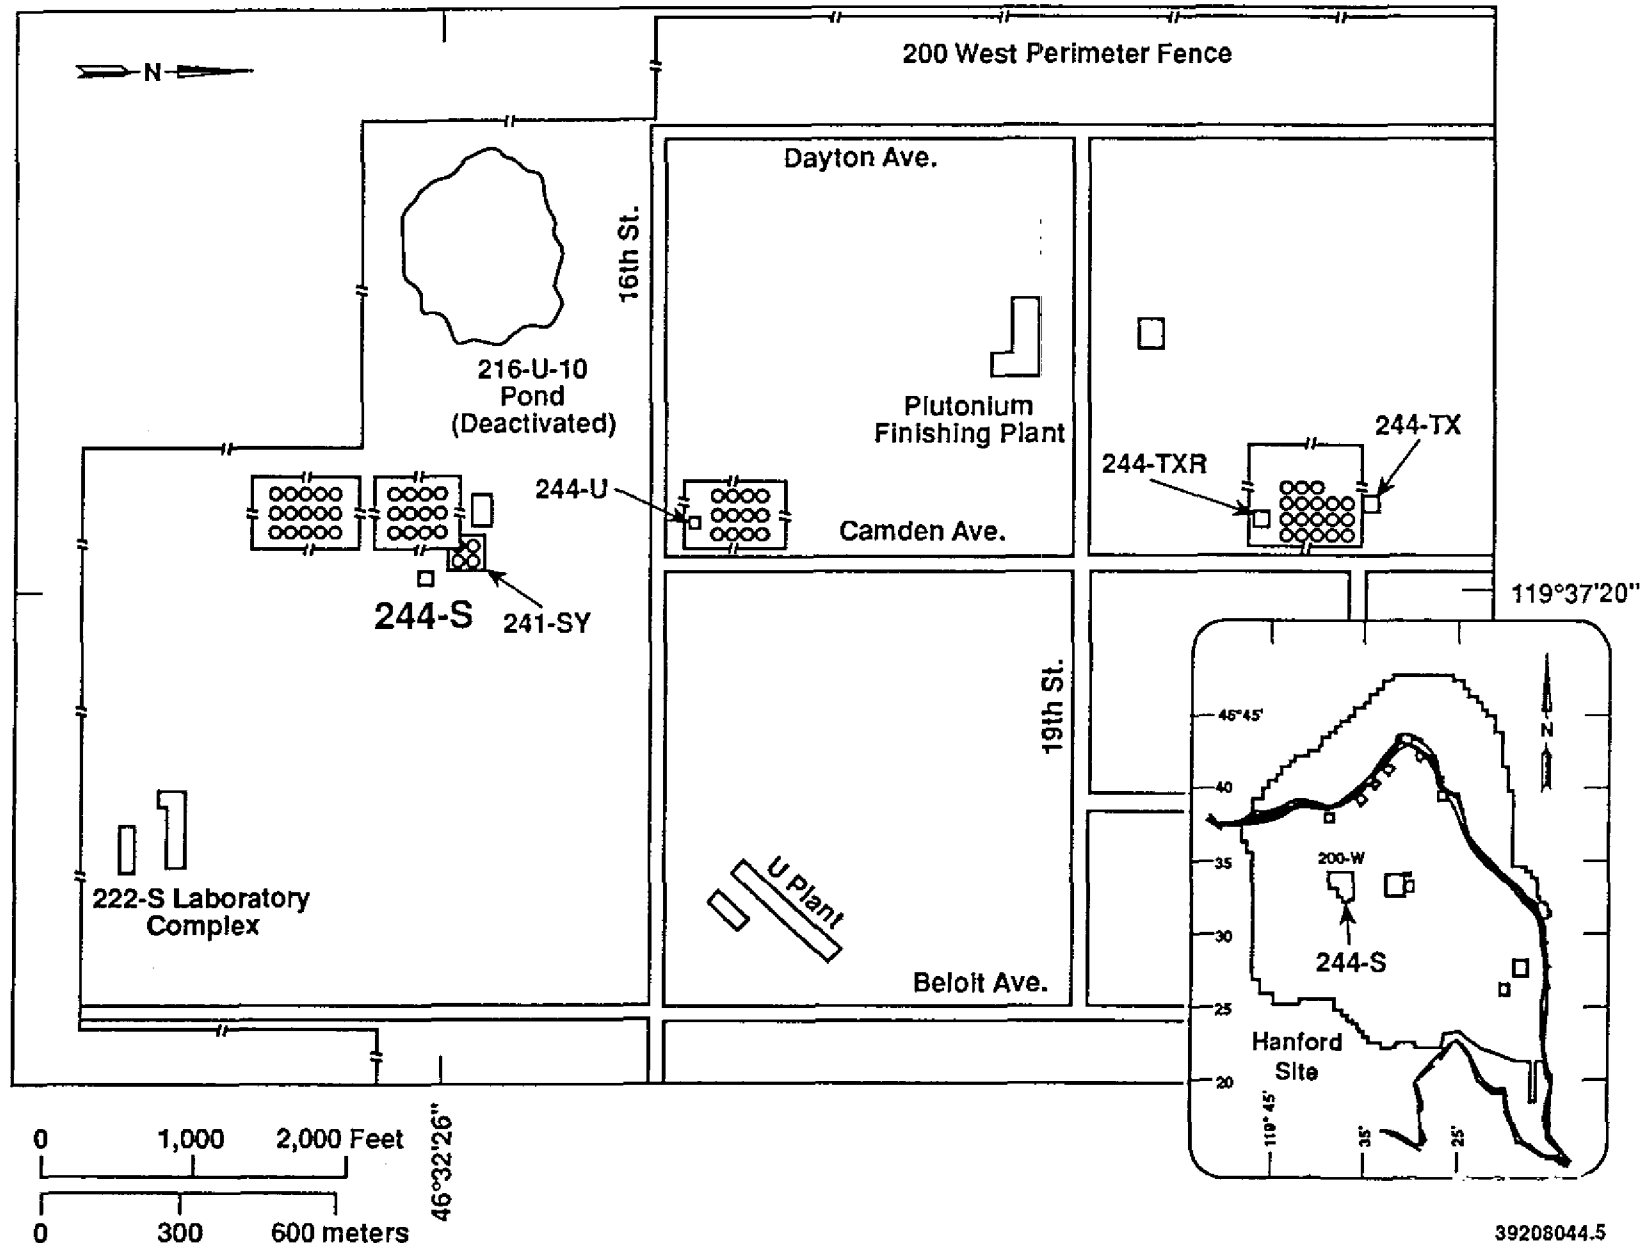 N
200 West Perimeter Fence
Dayton Ave.
16th St.
216-U-10
Pond
(Deactivated)
Plutonium
Finishing Plant
244-TX
244-TXR
244-U
Camden Ave.
244-S
241-SY
119°37'20"
19th St.
222-S Laboratory
Complex
U Plant
Beloit Ave.
N
46°45'
40
35
30
25
20
200-W
244-S
Hanford
Site
119° 45'
35'
25'
0 1,000 2,000 Feet
0 300 600 meters
46°32'26"
39208044.5